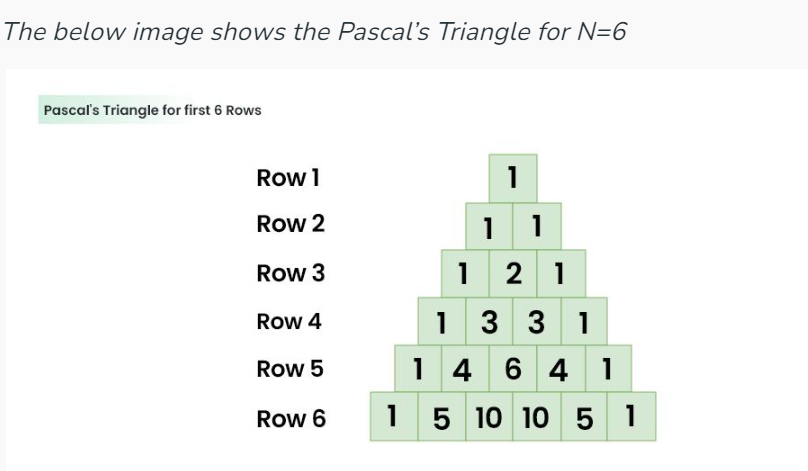 The below image shows the Pascal’s Triangle for N=6
Pascal's Triangle for first 6 Rows
Row 1 1
Row 2 1 1
Row 3 1 2 1
Row 4 1 3 3 1
Row 5 1 4 6 4 1
Row 6 1 5 10 10 5 1